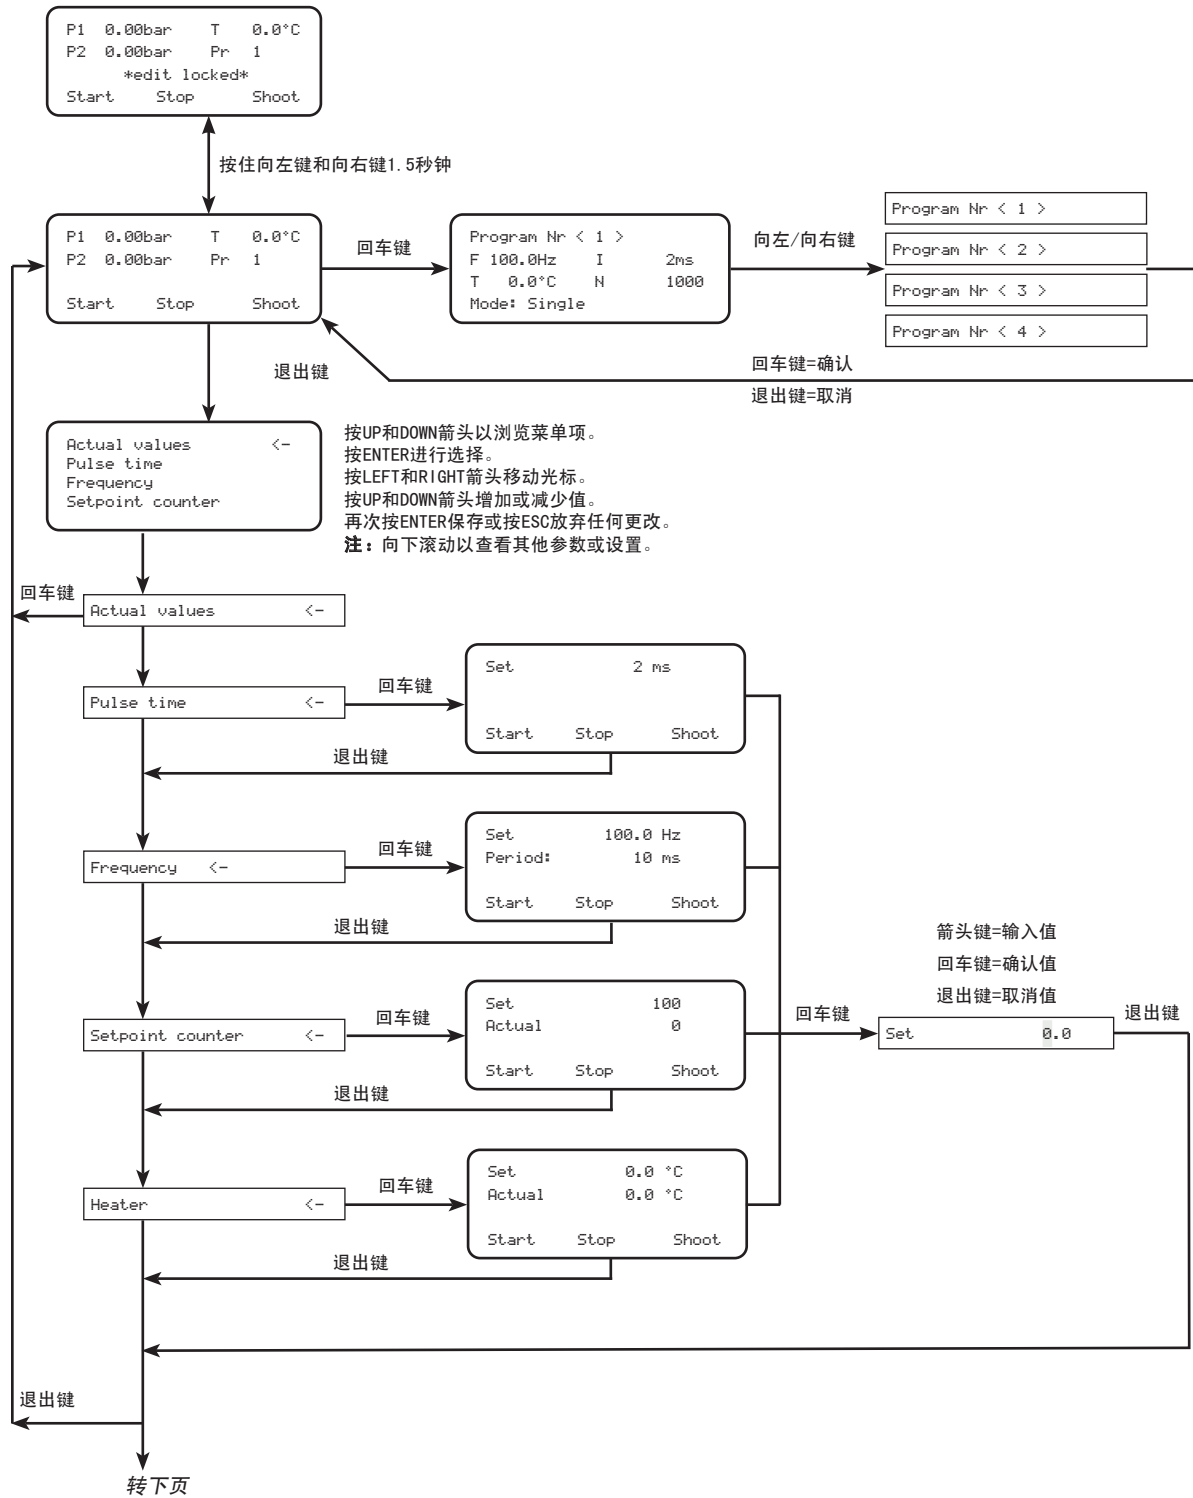 P1 0.00bar T 0.0°C
P2 0.00bar Pr 1
*edit locked*
Start Stop Shoot
按住向左键和向右键1.5秒钟
P1 0.00bar T 0.0°C
P2 0.00bar Pr 1
Start Stop Shoot
回车键
Program Nr < 1 >
F 100.0Hz I 2ms
T 0.0°C N 1000
Mode: Single
向左/向右键
Program Nr < 1 >
Program Nr < 2 >
Program Nr < 3 >
Program Nr < 4 >
退出键
回车键=确认
退出键=取消
Actual values <-
Pulse time
Frequency
Setpoint counter
按UP和DOWN箭头以浏览菜单项。
按ENTER进行选择。
按LEFT和RIGHT箭头移动光标。
按UP和DOWN箭头增加或减少值。
再次按ENTER保存或按ESC放弃任何更改。
注：向下滚动以查看其他参数或设置。
回车键
Actual values <-
Pulse time <-
回车键
Set 2 ms
Start Stop Shoot
退出键
Frequency <-
回车键
Set 100.0 Hz
Period: 10 ms
Start Stop Shoot
退出键
Setpoint counter <-
回车键
Set 100
Actual 0
Start Stop Shoot
退出键
回车键
箭头键=输入值
回车键=确认值
退出键=取消值
Set 0.0
退出键
Heater <-
回车键
Set 0.0 °C
Actual 0.0 °C
Start Stop Shoot
退出键
退出键
转下页